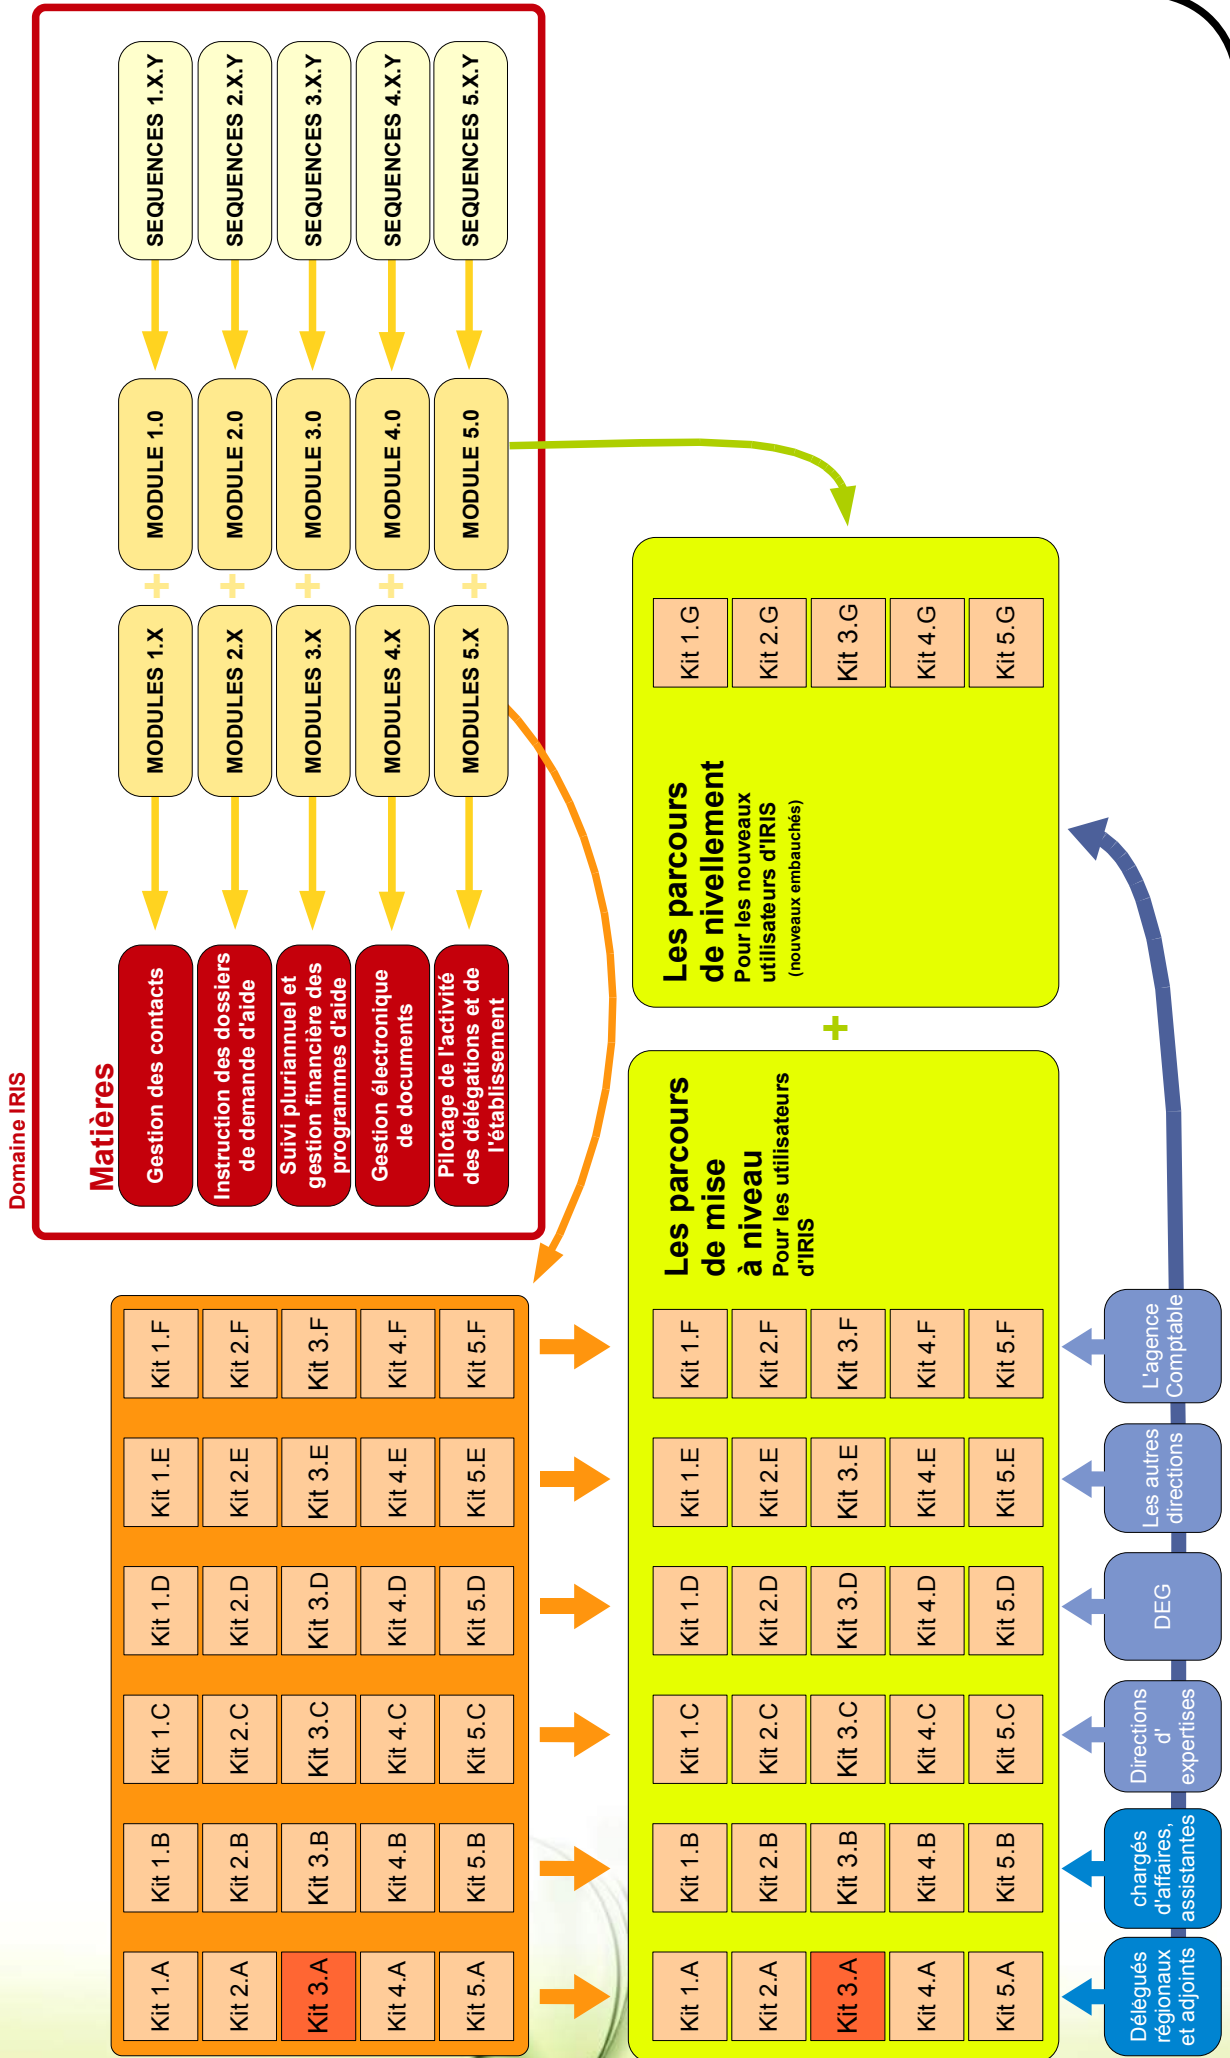 Domaine IRIS
Matières
Gestion des contacts
Instruction des dossiers
de demande d'aide
Suivi pluriannuel et
gestion financière des
programmes d'aide
Gestion électronique
de documents
Pilotage de l'activité
des délégations et de
l'établissement
MODULES 1.X
MODULES 2.X
MODULES 3.X
MODULES 4.X
MODULES 5.X
+
+
+
+
+
MODULE 1.0
MODULE 2.0
MODULE 3.0
MODULE 4.0
MODULE 5.0
SEQUENCES 1.X.Y
SEQUENCES 2.X.Y
SEQUENCES 3.X.Y
SEQUENCES 4.X.Y
SEQUENCES 5.X.Y
Kit 1.A
Kit 2.A
Kit 3.A
Kit 4.A
Kit 5.A
Kit 1.B
Kit 2.B
Kit 3.B
Kit 4.B
Kit 5.B
Kit 1.C
Kit 2.C
Kit 3.C
Kit 4.C
Kit 5.C
Kit 1.D
Kit 2.D
Kit 3.D
Kit 4.D
Kit 5.D
Kit 1.E
Kit 2.E
Kit 3.E
Kit 4.E
Kit 5.E
Kit 1.F
Kit 2.F
Kit 3.F
Kit 4.F
Kit 5.F
Kit 1.A
Kit 2.A
Kit 3.A
Kit 4.A
Kit 5.A
Kit 1.B
Kit 2.B
Kit 3.B
Kit 4.B
Kit 5.B
Kit 1.C
Kit 2.C
Kit 3.C
Kit 4.C
Kit 5.C
Kit 1.D
Kit 2.D
Kit 3.D
Kit 4.D
Kit 5.D
Kit 1.E
Kit 2.E
Kit 3.E
Kit 4.E
Kit 5.E
Kit 1.F
Kit 2.F
Kit 3.F
Kit 4.F
Kit 5.F
Les parcours
de mise
à niveau
Pour les utilisateurs
d'IRIS
+
Les parcours
de nivellement
Pour les nouveaux
utilisateurs d'IRIS
(nouveaux embauchés)
Kit 1.G
Kit 2.G
Kit 3.G
Kit 4.G
Kit 5.G
Délégués
régionaux
et adjoints
chargés
d'affaires,
assistantes
Directions
d'
expertises
DEG
Les autres
directions
L'agence
Comptable